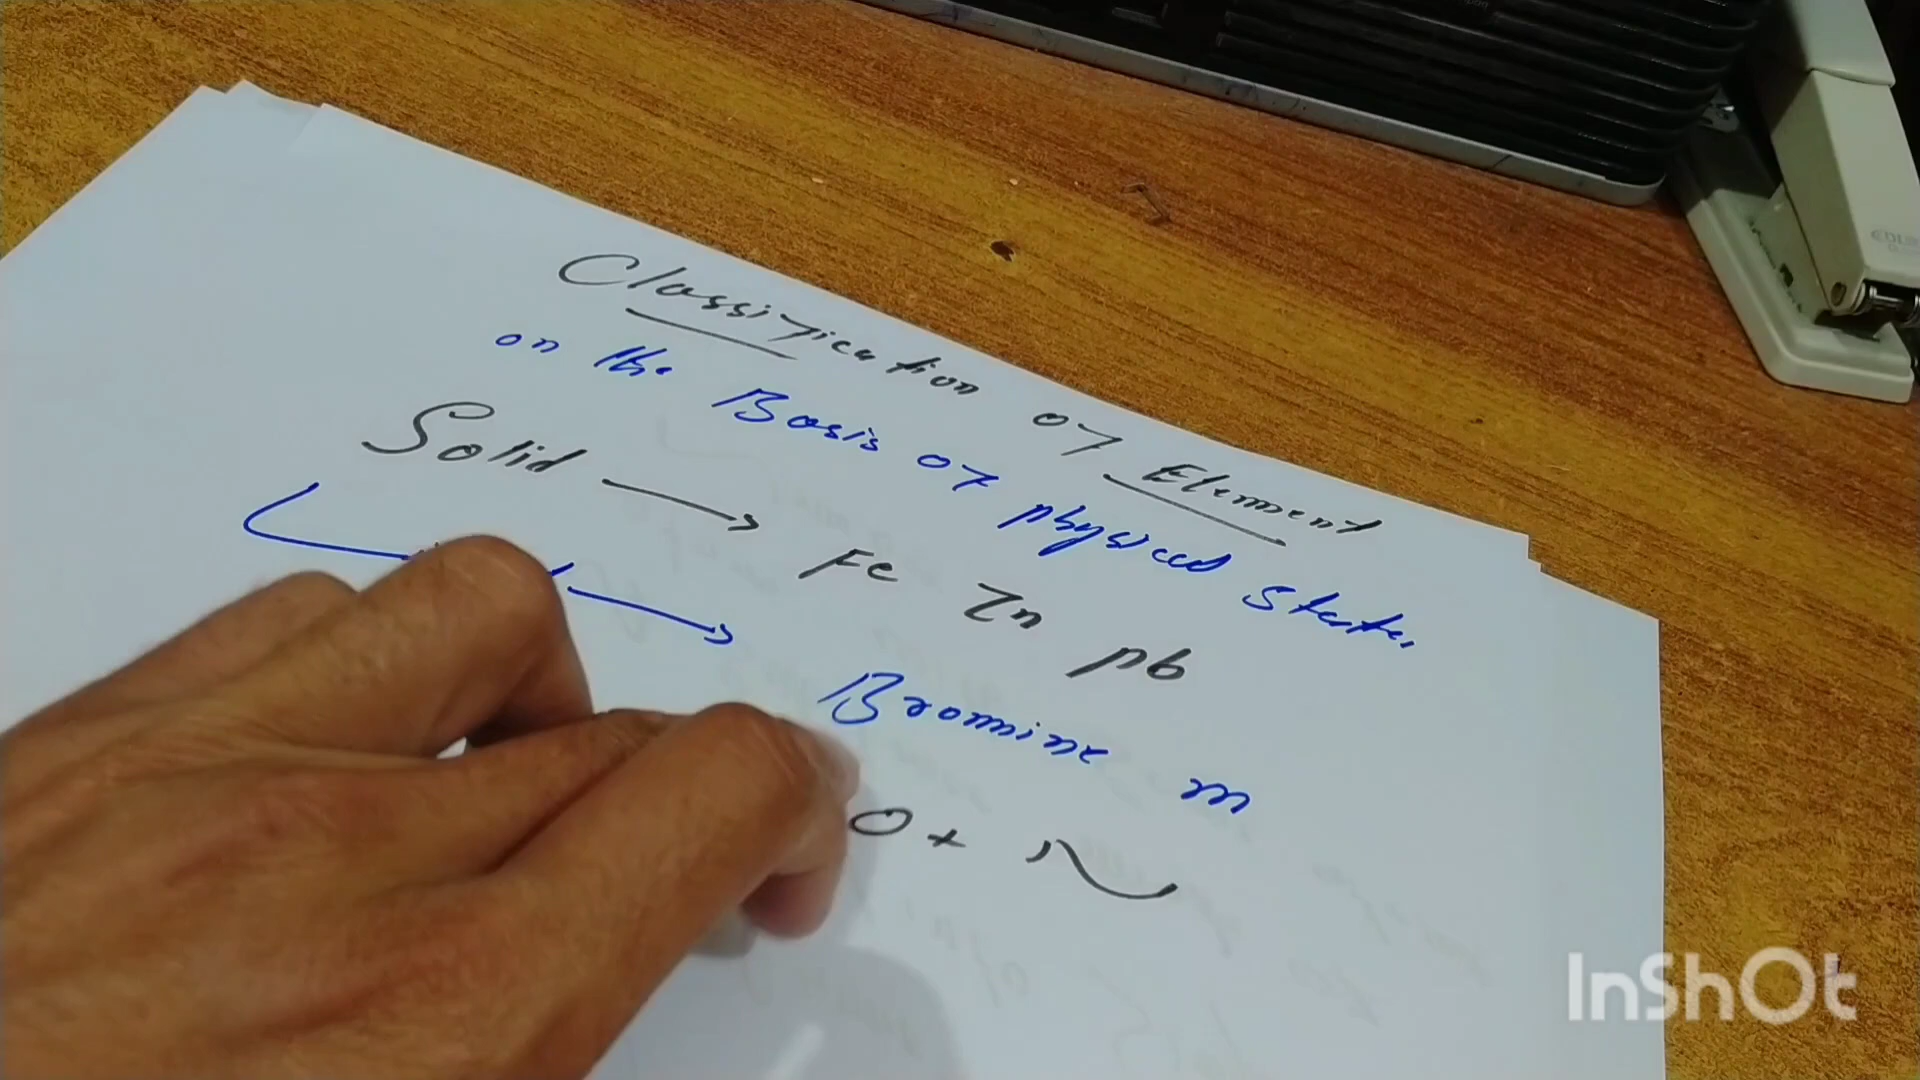 Classification of Element
on the Basis of physical State.
Solid → Fe Zn pb
→ Bromine m
O + N
InShOt